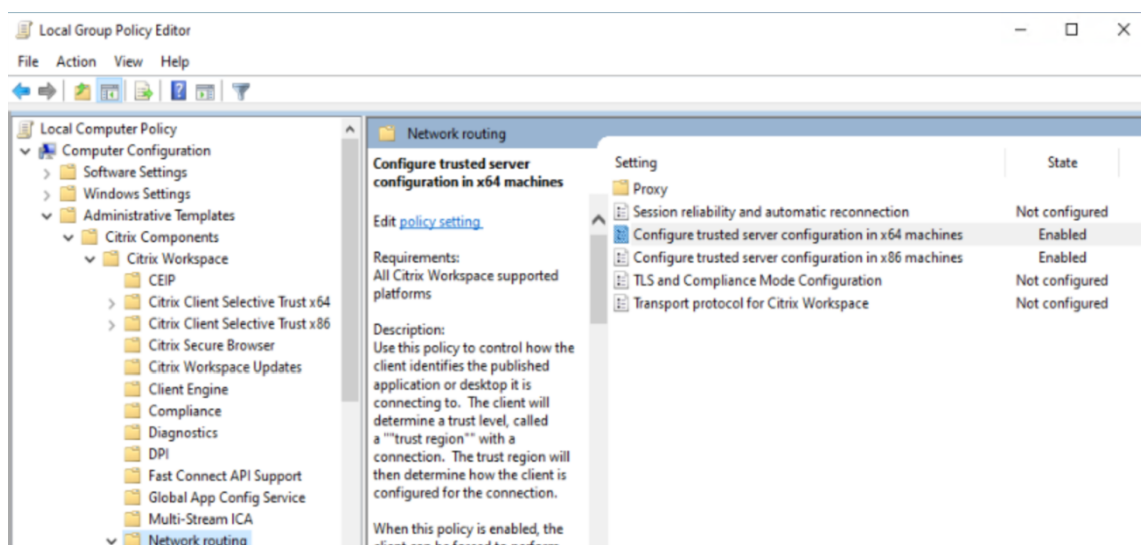 Local Group Policy Editor
File Action View Help
Local Computer Policy
Computer Configuration
Software Settings
Windows Settings
Administrative Templates
Citrix Components
Citrix Workspace
CEIP
Citrix Client Selective Trust x64
Citrix Client Selective Trust x86
Citrix Secure Browser
Citrix Workspace Updates
Client Engine
Compliance
Diagnostics
DPI
Fast Connect API Support
Global App Config Service
Multi-Stream ICA
Network routing
Network routing
Configure trusted server
configuration in x64 machines
Edit policy setting
Requirements:
All Citrix Workspace supported
platforms
Description:
Use this policy to control how the
client identifies the published
application or desktop it is
connecting to. The client will
determine a trust level, called
a ""trust region"" with a
connection. The trust region will
then determine how the client is
configured for the connection.
When this policy is enabled, the
client can be forced to perform
Setting State
Proxy
Session reliability and automatic reconnection Not configured
Configure trusted server configuration in x64 machines Enabled
Configure trusted server configuration in x86 machines Enabled
TLS and Compliance Mode Configuration Not configured
Transport protocol for Citrix Workspace Not configured